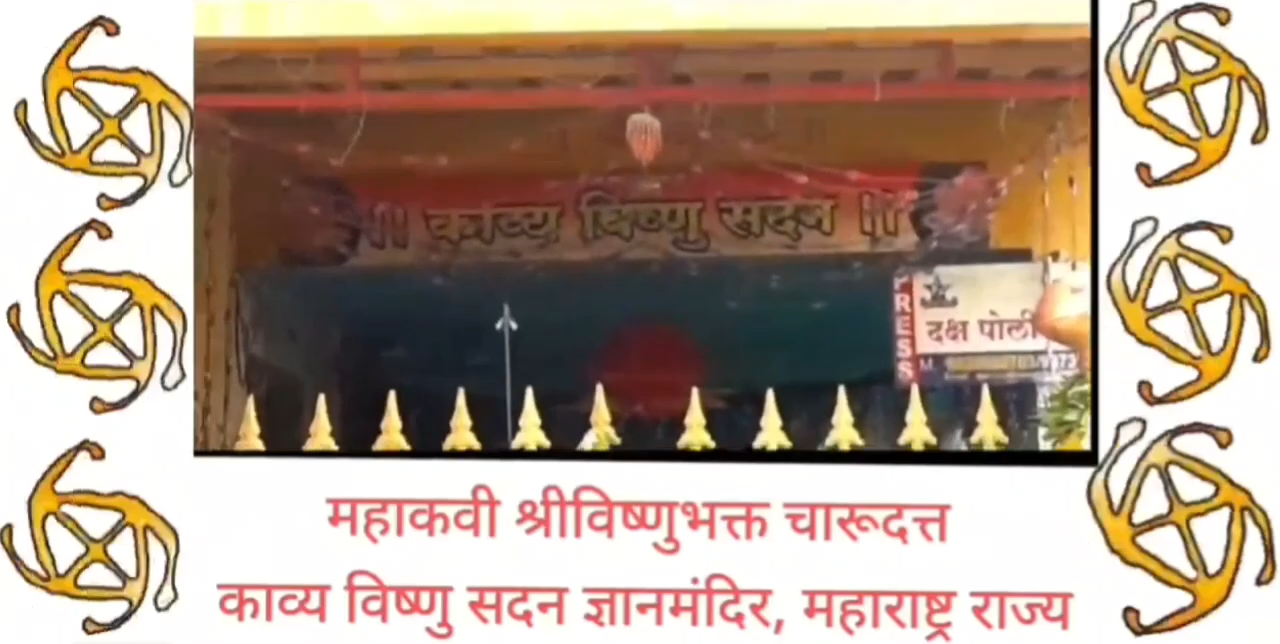 ।। काव्य विष्णु सदन ।।
PRESS
दक्ष
महाकवी श्रीविष्णुभक्त चारूदत्त
काव्य विष्णु सदन ज्ञानमंदिर, महाराष्ट्र राज्य